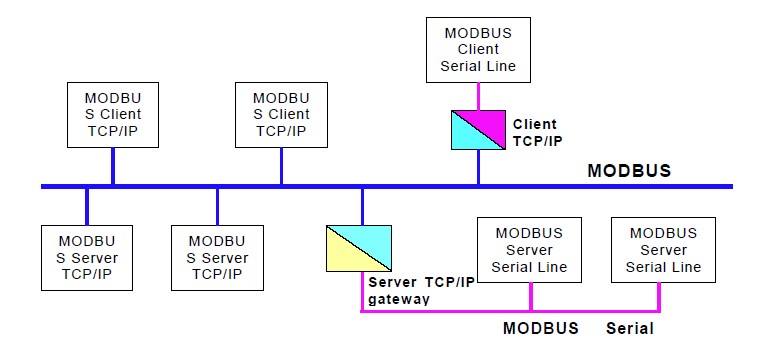 MODBUS
Client
Serial Line
MODBU
S Client
TCP/IP
MODBU
S Client
TCP/IP
Client
TCP/IP
MODBUS
MODBU
S Server
TCP/IP
MODBU
S Server
TCP/IP
Server TCP/IP
gateway
MODBUS
Server
Serial Line
MODBUS
Server
Serial Line
MODBUS Serial